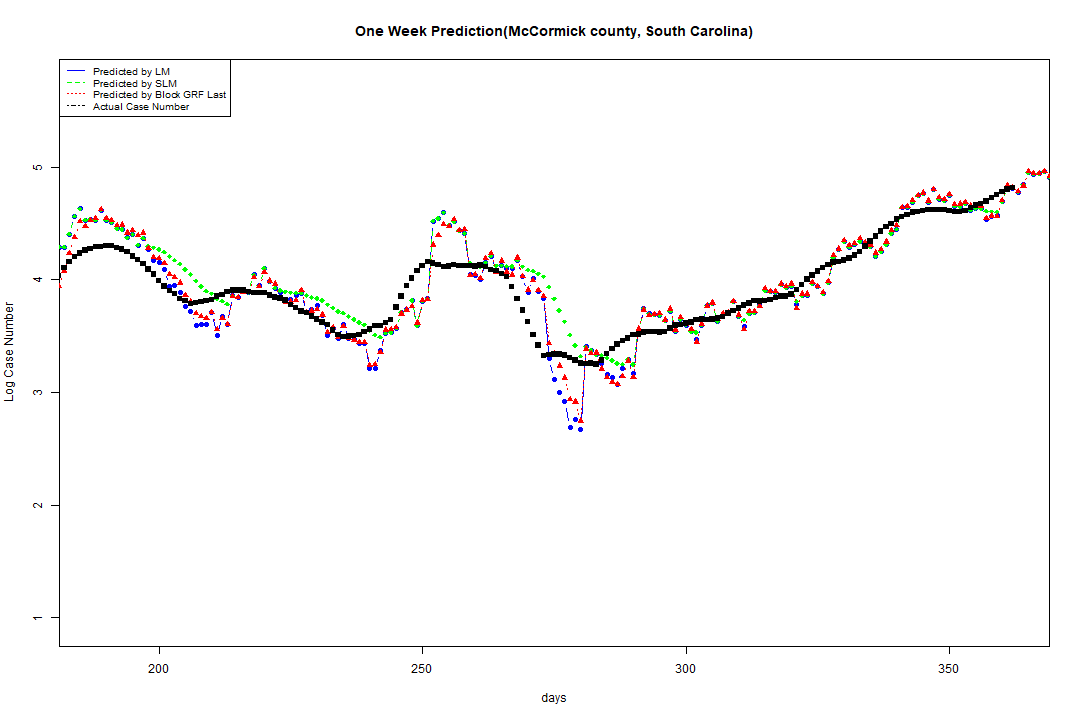 One Week Prediction(McCormick county, South Carolina)
Predicted by LM
Predicted by SLM
Predicted by Block GRF Last
Actual Case Number
5
4
3
2
1
Log Case Number
200 250 300 350
days